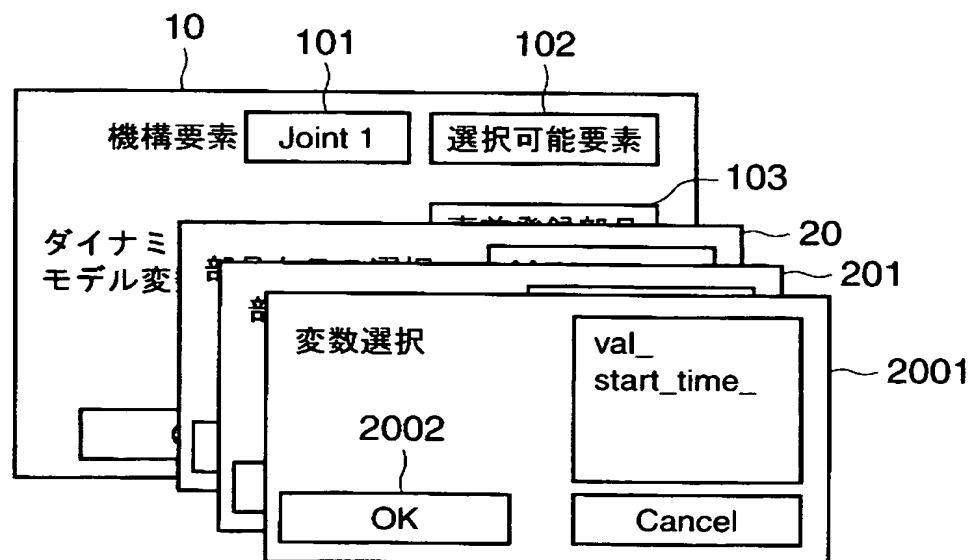 10
101
102
機構要素
Joint 1
選択可能要素
103
20
ダイナミ
モデル変
201
変数選択
val_
start_time_
2001
2002
OK
Cancel